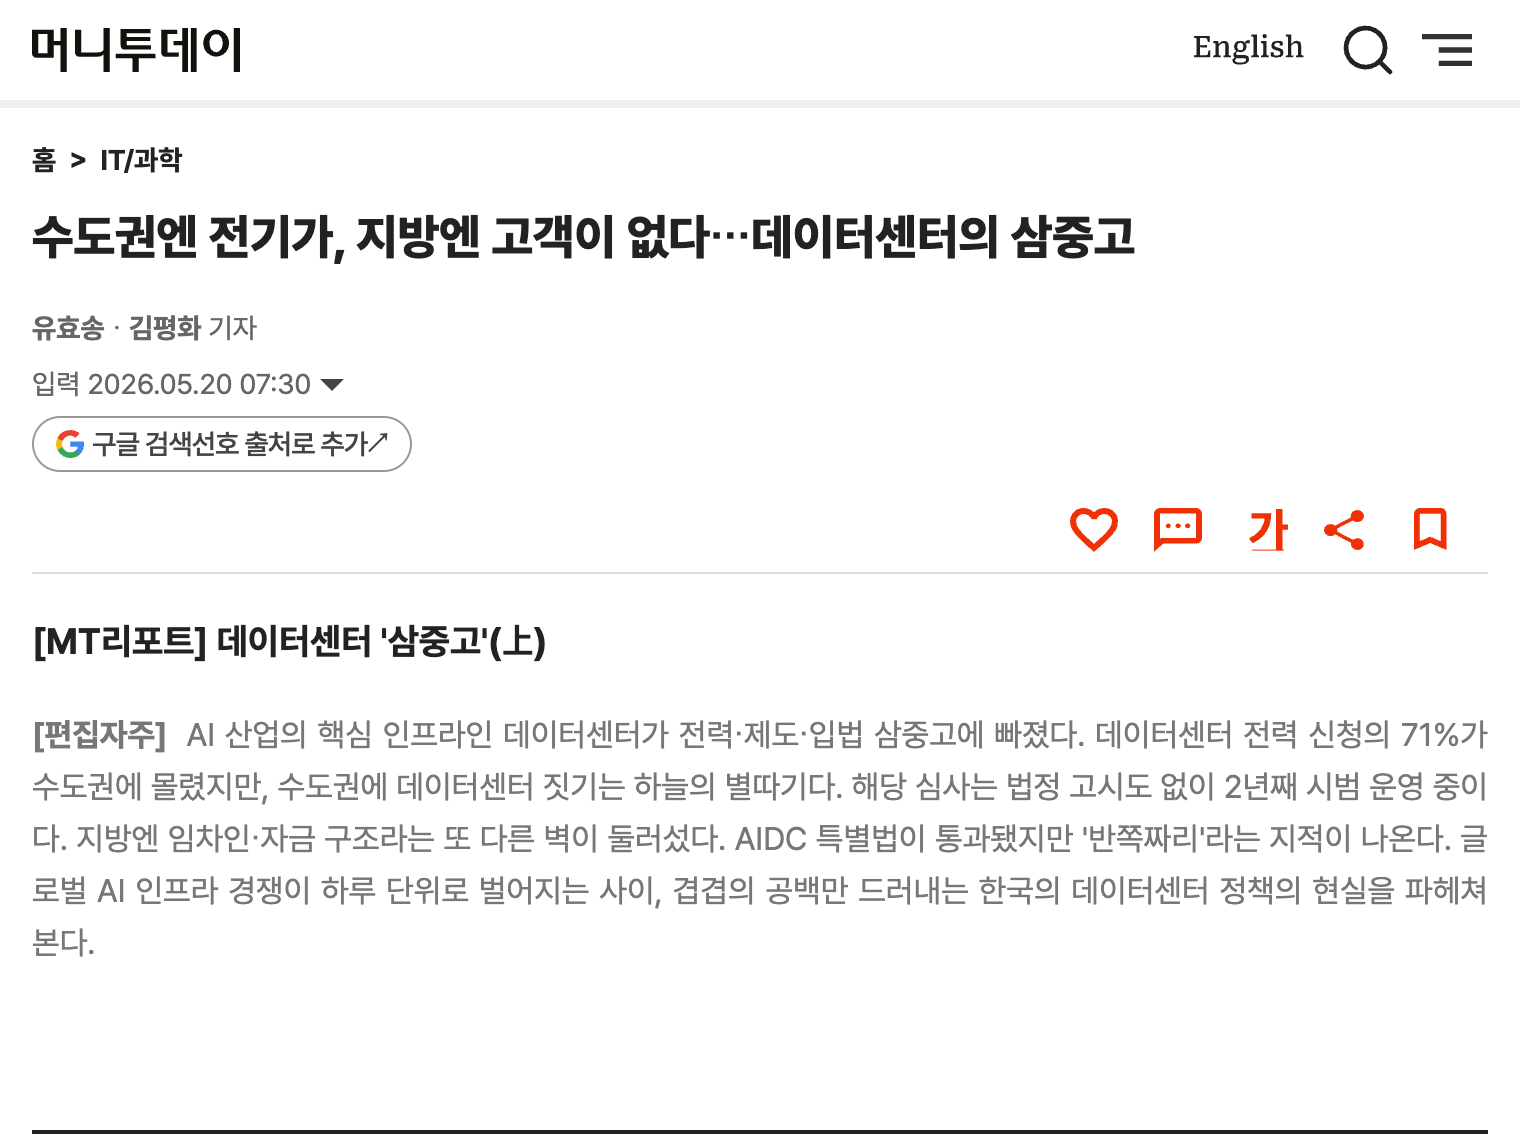 머니투데이
English
홈 > IT/과학
수도권엔 전기가, 지방엔 고객이 없다…데이터센터의 삼중고
유효송 · 김평화 기자
입력 2026.05.20 07:30
구글 검색선호 출처로 추가↗
가
[MT리포트] 데이터센터 '삼중고'(上)
[편집자주] AI 산업의 핵심 인프라인 데이터센터가 전력·제도·입법 삼중고에 빠졌다. 데이터센터 전력 신청의 71%가
수도권에 몰렸지만, 수도권에 데이터센터 짓기는 하늘의 별따기다. 해당 심사는 법정 고시도 없이 2년째 시범 운영 중이
다. 지방엔 임차인·자금 구조라는 또 다른 벽이 둘러섰다. AIDC 특별법이 통과됐지만 '반쪽짜리'라는 지적이 나온다. 글
로벌 AI 인프라 경쟁이 하루 단위로 벌어지는 사이, 겹겹의 공백만 드러내는 한국의 데이터센터 정책의 현실을 파헤쳐
본다.